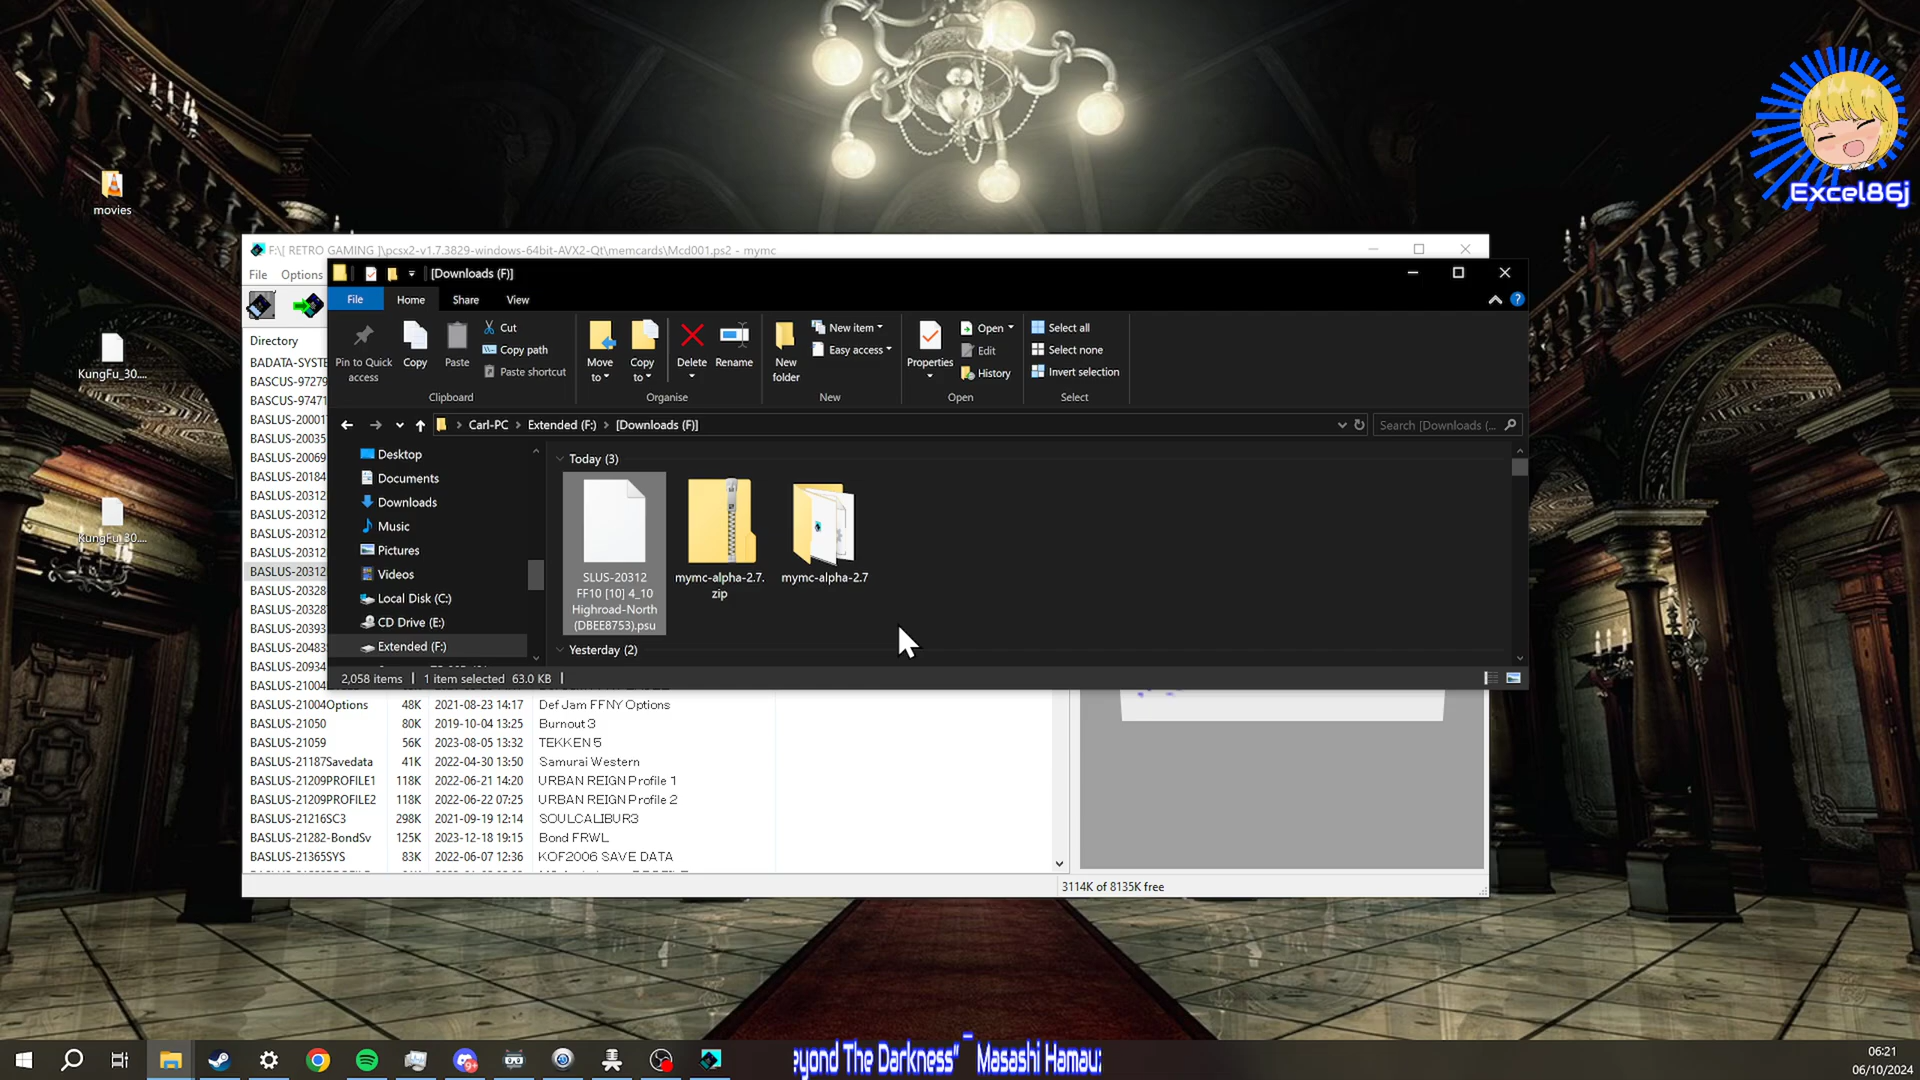 Excel86j
movies
KungFu_30....
KungFu_30....
F:\[ RETRO GAMING ]\pcsx2-v1.7.3829-windows-64bit-AVX2-Qt\memcards\Mcd001.ps2 - mymc
File Options
[Downloads (F)]
File Home Share View
Pin to Quick access
Copy
Paste
Cut
Copy path
Paste shortcut
Clipboard
Move to
Copy to
Delete
Rename
Organise
New folder
New item
Easy access
New
Properties
Open
Edit
History
Open
Select all
Select none
Invert selection
Select
Carl-PC > Extended (F:) > [Downloads (F)]
Search [Downloads (...
Desktop
Documents
Downloads
Music
Pictures
Videos
Local Disk (C:)
CD Drive (E:)
Extended (F:)
Today (3)
SLUS-20312
FF10 [10] 4_10
Highroad-North
(DBEE8753).psu
mymc-alpha-2.7.
zip
mymc-alpha-2.7
Yesterday (2)
2,058 items | 1 item selected 63.0 KB |
Directory
BADATA-SYSTE
BASCUS-97279
BASCUS-97471
BASLUS-20001
BASLUS-20035
BASLUS-20069
BASLUS-20184
BASLUS-20312
BASLUS-20312
BASLUS-20312
BASLUS-20312
BASLUS-20312
BASLUS-20328
BASLUS-20328
BASLUS-20393
BASLUS-20483
BASLUS-20934
BASLUS-21004
BASLUS-21004Options 48K 2021-08-23 14:17 Def Jam FFNY Options
BASLUS-21050 80K 2019-10-04 13:25 Burnout 3
BASLUS-21059 56K 2023-08-05 13:32 TEKKEN 5
BASLUS-21187Savedata 41K 2022-04-30 13:50 Samurai Western
BASLUS-21209PROFILE1 118K 2022-06-21 14:20 URBAN REIGN Profile 1
BASLUS-21209PROFILE2 118K 2022-06-22 07:25 URBAN REIGN Profile 2
BASLUS-21216SC3 298K 2021-09-19 12:14 SOULCALIBUR3
BASLUS-21282-BondSv 125K 2023-12-18 19:15 Bond FRWL
BASLUS-21365SYS 83K 2022-06-07 12:36 KOF2006 SAVE DATA
3114K of 8135K free
eyond The Darkness" - Masashi Hamauz
06:21
06/10/2024